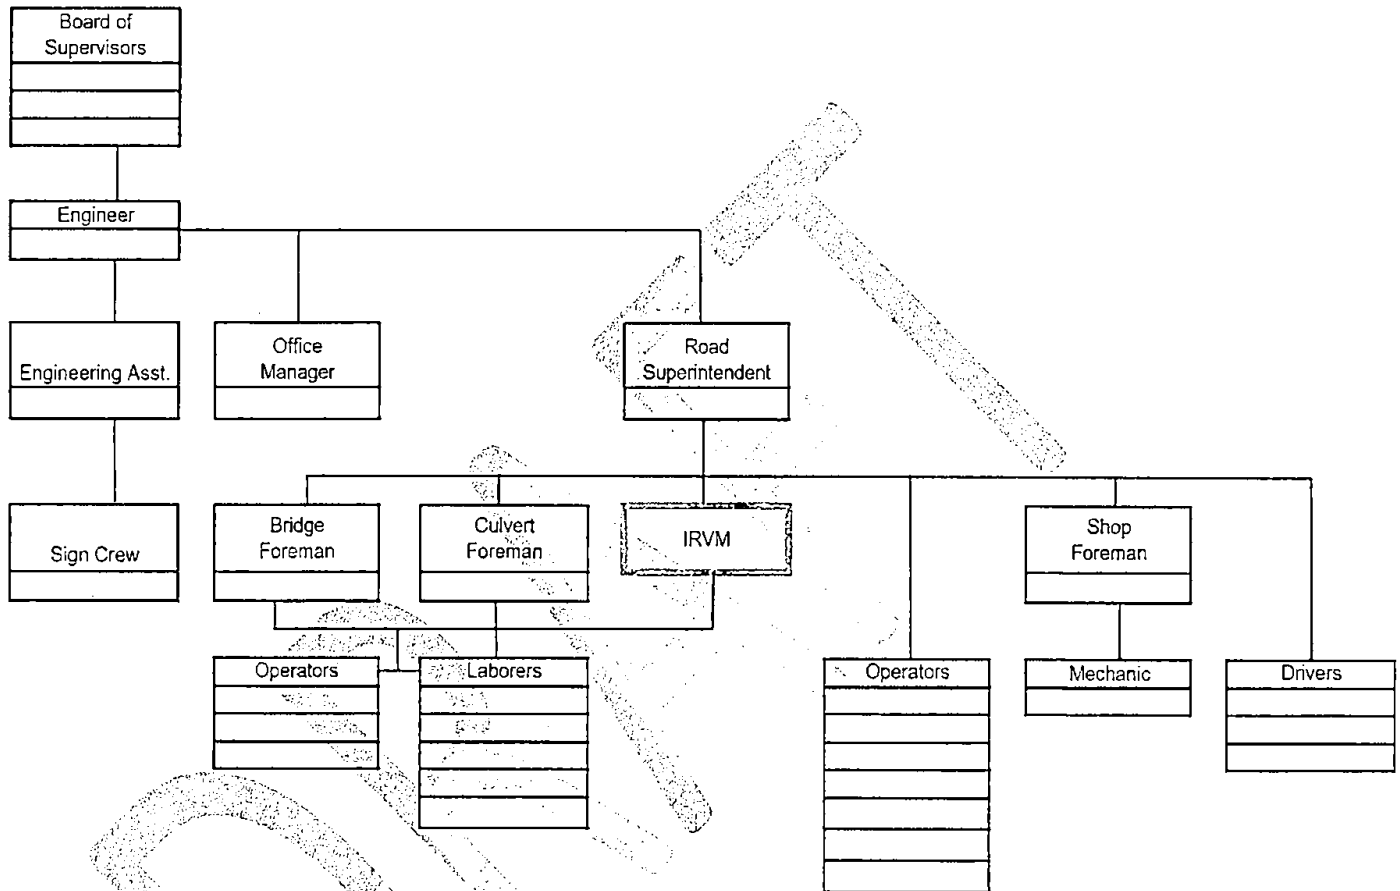 Board of
Supervisors
Engineer
Engineering Asst.
Office
Manager
Road
Superintendent
Sign Crew
Bridge
Foreman
Culvert
Foreman
IRVM
Shop
Foreman
Operators
Laborers
Operators
Mechanic
Drivers